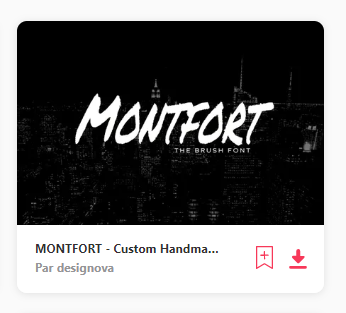 MONTFORT
THE BRUSH FONT
MONTFORT - Custom Handma...
Par designova